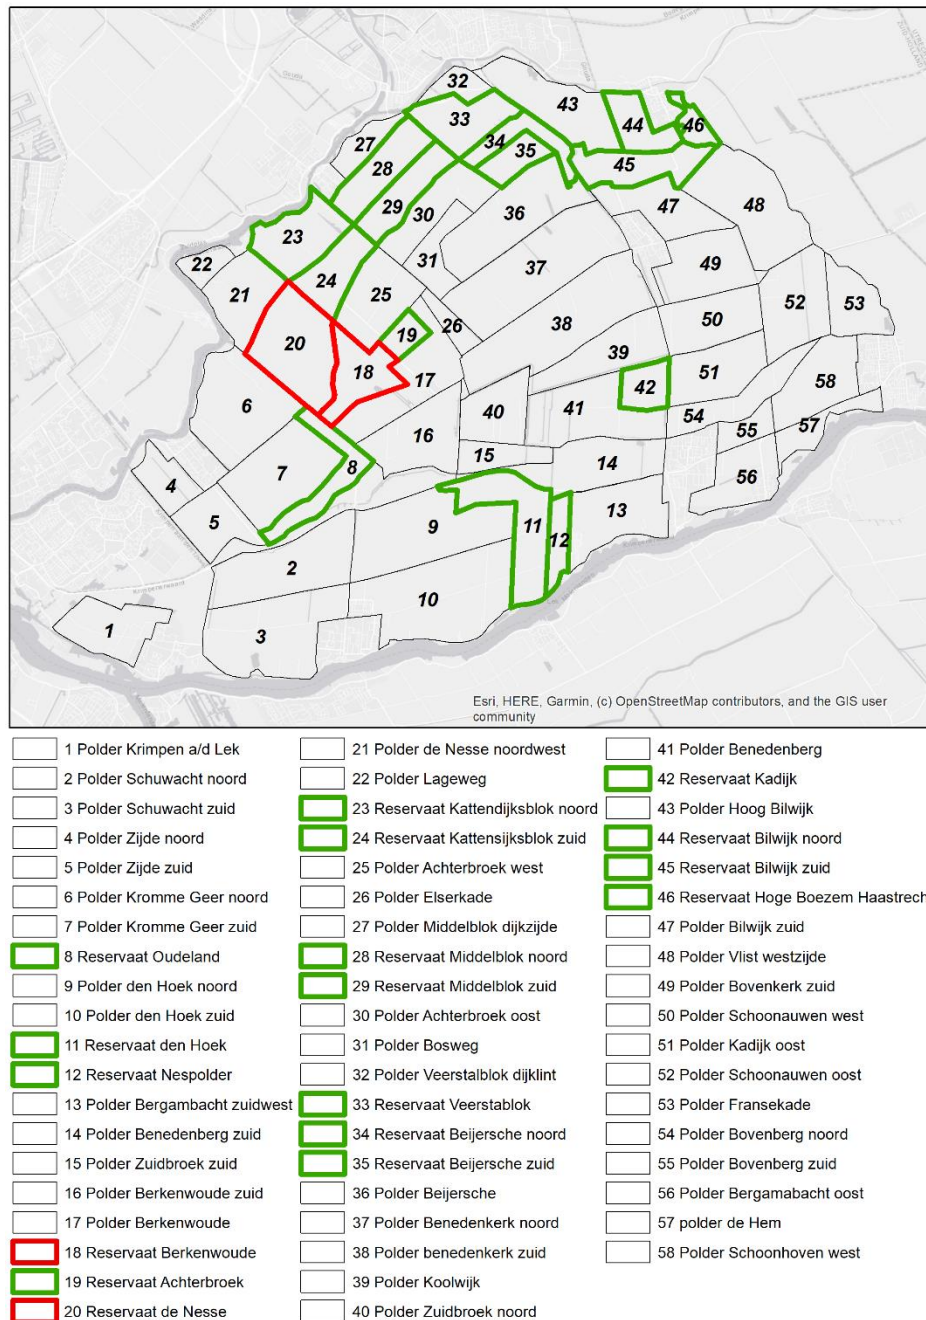 32
43
33
44
46
27
34
35
45
28
29
30
36
47
48
23
31
22
24
37
49
21
25
52
53
26
38
50
20
19
39
18
17
42
51
58
6
40
41
16
54
55
57
15
8
14
7
56
4
9
11
13
5
12
2
10
1
3
Esri, HERE, Garmin, (c) OpenStreetMap contributors, and the GIS user
community
1 Polder Krimpen a/d Lek
2 Polder Schuwacht noord
3 Polder Schuwacht zuid
4 Polder Zijde noord
5 Polder Zijde zuid
6 Polder Kromme Geer noord
7 Polder Kromme Geer zuid
8 Reservaat Oudeland
9 Polder den Hoek noord
10 Polder den Hoek zuid
11 Reservaat den Hoek
12 Reservaat Nespolder
13 Polder Bergambacht zuidwest
14 Polder Benedenberg zuid
15 Polder Zuidbroek zuid
16 Polder Berkenwoude zuid
17 Polder Berkenwoude
18 Reservaat Berkenwoude
19 Reservaat Achterbroek
20 Reservaat de Nesse
21 Polder de Nesse noordwest
22 Polder Lageweg
23 Reservaat Kattendijksblok noord
24 Reservaat Kattensijksblok zuid
25 Polder Achterbroek west
26 Polder Elserkade
27 Polder Middelblok dijkzijde
28 Reservaat Middelblok noord
29 Reservaat Middelblok zuid
30 Polder Achterbroek oost
31 Polder Bosweg
32 Polder Veerstalblok dijklint
33 Reservaat Veerstablok
34 Reservaat Beijersche noord
35 Reservaat Beijersche zuid
36 Polder Beijersche
37 Polder Benedenkerk noord
38 Polder benedenkerk zuid
39 Polder Koolwijk
40 Polder Zuidbroek noord
41 Polder Benedenberg
42 Reservaat Kadijk
43 Polder Hoog Bilwijk
44 Reservaat Bilwijk noord
45 Reservaat Bilwijk zuid
46 Reservaat Hoge Boezem Haastrech
47 Polder Bilwijk zuid
48 Polder Vlist westzijde
49 Polder Bovenkerk zuid
50 Polder Schoonauwen west
51 Polder Kadijk oost
52 Polder Schoonauwen oost
53 Polder Fransekade
54 Polder Bovenberg noord
55 Polder Bovenberg zuid
56 Polder Bergamabacht oost
57 polder de Hem
58 Polder Schoonhoven west